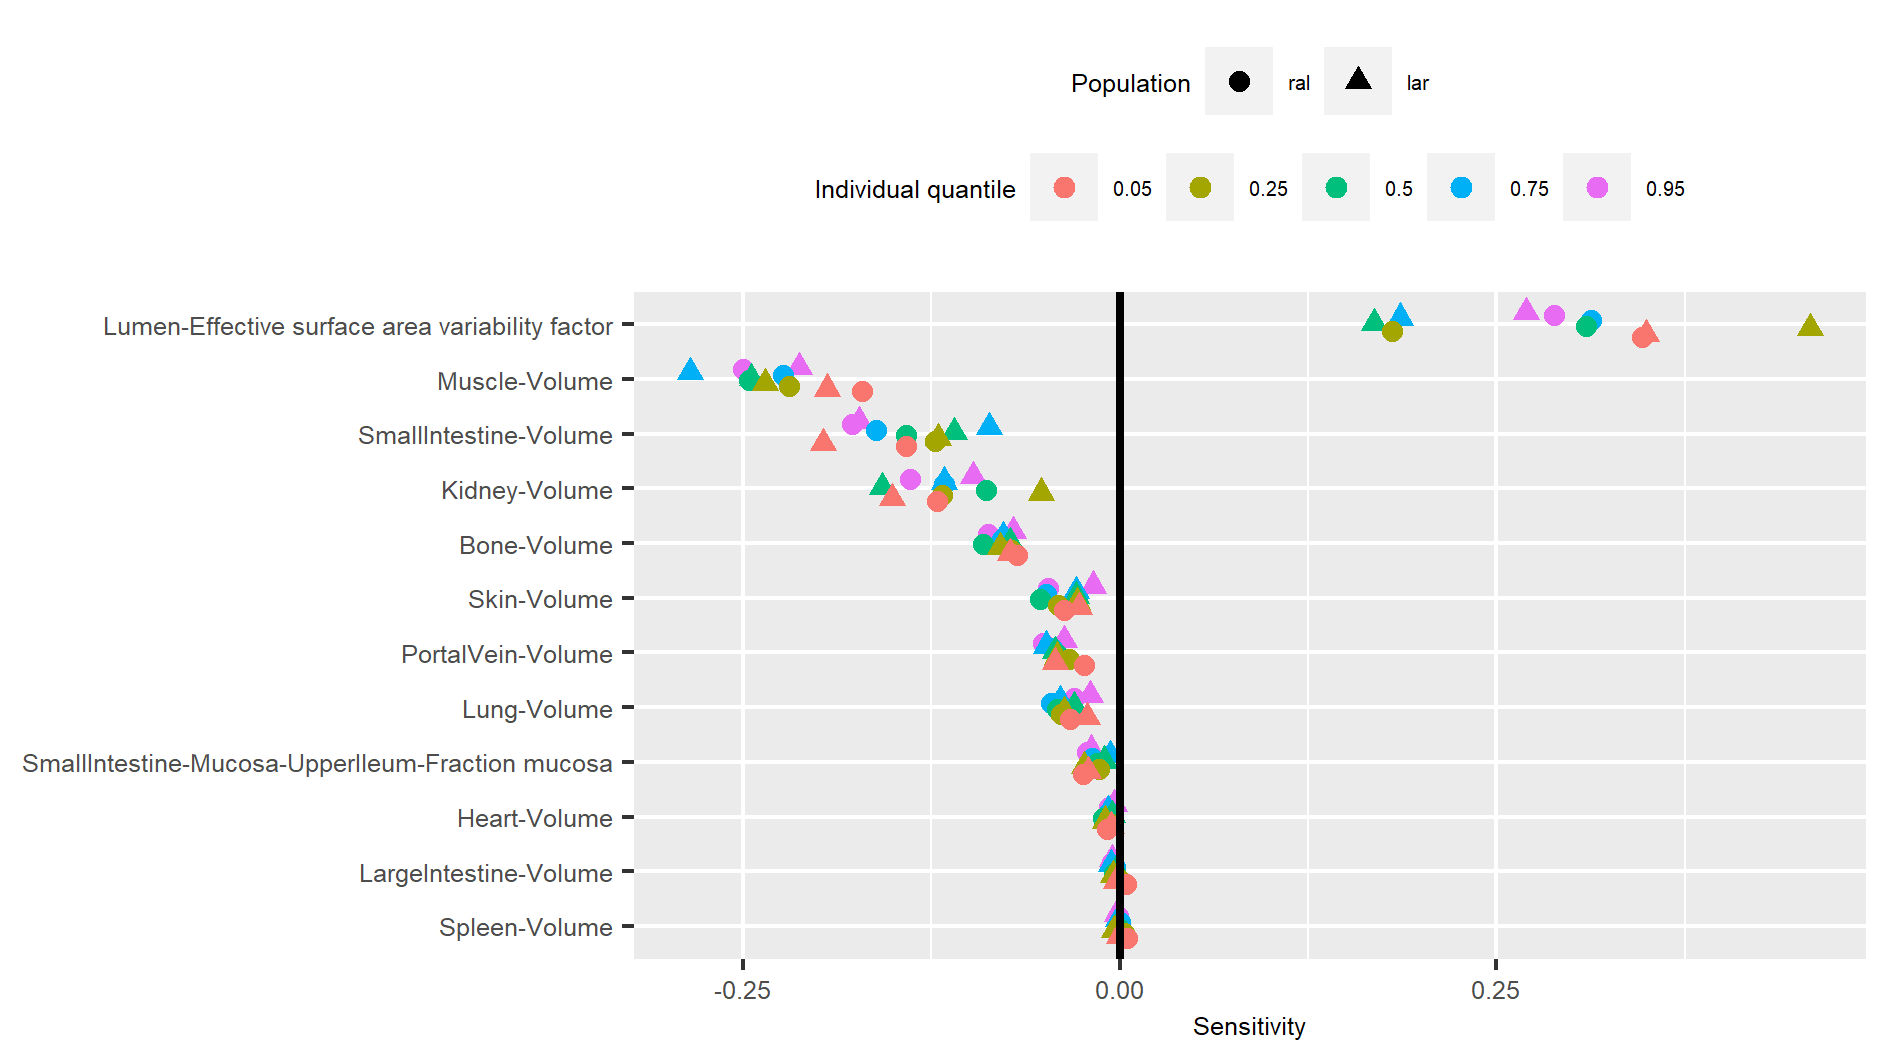 Population ral lar
Individual quantile 0.05 0.25 0.5 0.75 0.95
Lumen-Effective surface area variability factor
Muscle-Volume
SmallIntestine-Volume
Kidney-Volume
Bone-Volume
Skin-Volume
PortalVein-Volume
Lung-Volume
SmallIntestine-Mucosa-UpperIleum-Fraction mucosa
Heart-Volume
LargeIntestine-Volume
Spleen-Volume
-0.25 0.00 0.25
Sensitivity